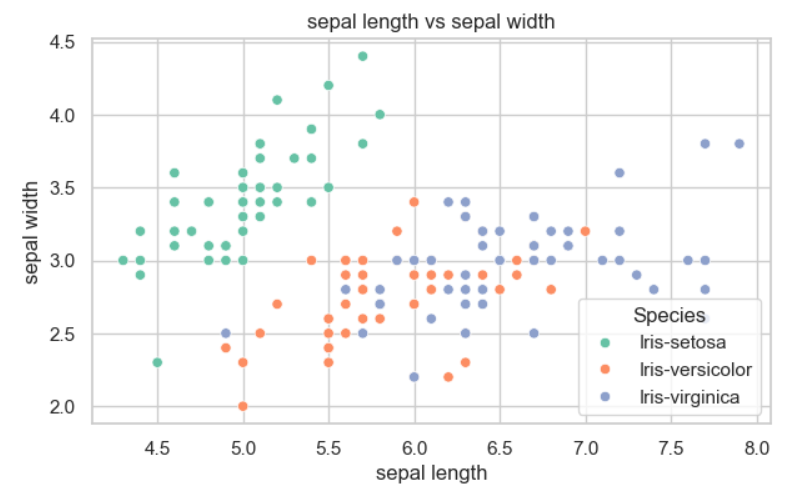 sepal length vs sepal width
4.5
4.0
3.5
3.0
2.5
2.0
sepal width
Species
Iris-setosa
Iris-versicolor
Iris-virginica
4.5 5.0 5.5 6.0 6.5 7.0 7.5 8.0
sepal length